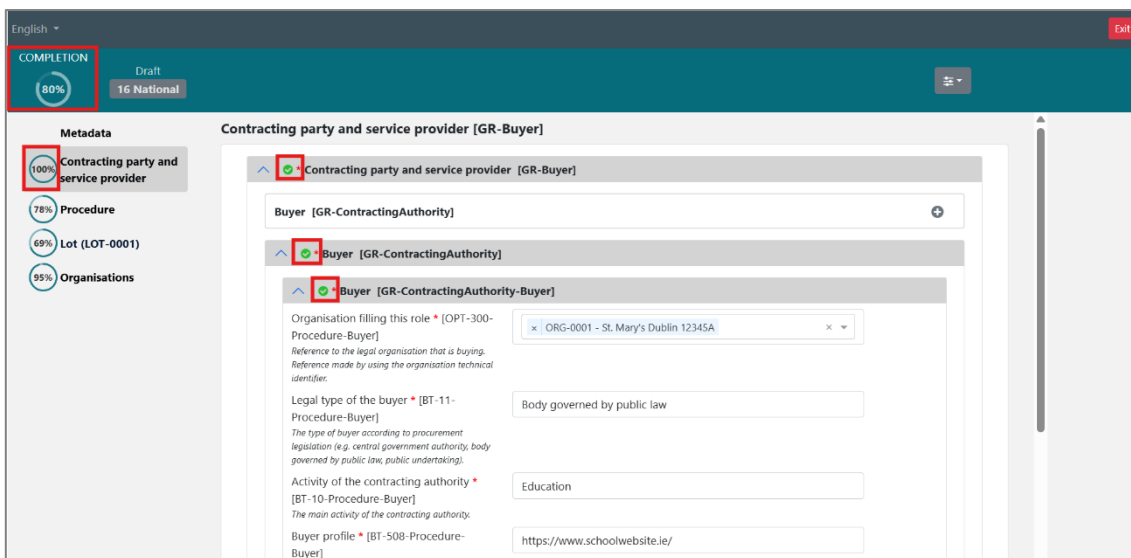 English
Exit
COMPLETION
80%
Draft
16 National
Metadata
100%
Contracting party and
service provider
78%
Procedure
69%
Lot (LOT-0001)
95%
Organisations
Contracting party and service provider [GR-Buyer]
* Contracting party and service provider [GR-Buyer]
Buyer [GR-ContractingAuthority]
* Buyer [GR-ContractingAuthority]
* Buyer [GR-ContractingAuthority-Buyer]
Organisation filling this role * [OPT-300-
Procedure-Buyer]
Reference to the legal organisation that is buying.
Reference made by using the organisation technical
identifier.
× ORG-0001 - St. Mary's Dublin 12345A ×
Legal type of the buyer * [BT-11-
Procedure-Buyer]
The type of buyer according to procurement
legislation (e.g. central government authority, body
governed by public law, public undertaking).
Body governed by public law
Activity of the contracting authority *
[BT-10-Procedure-Buyer]
The main activity of the contracting authority.
Education
Buyer profile * [BT-508-Procedure-
Buyer]
https://www.schoolwebsite.ie/